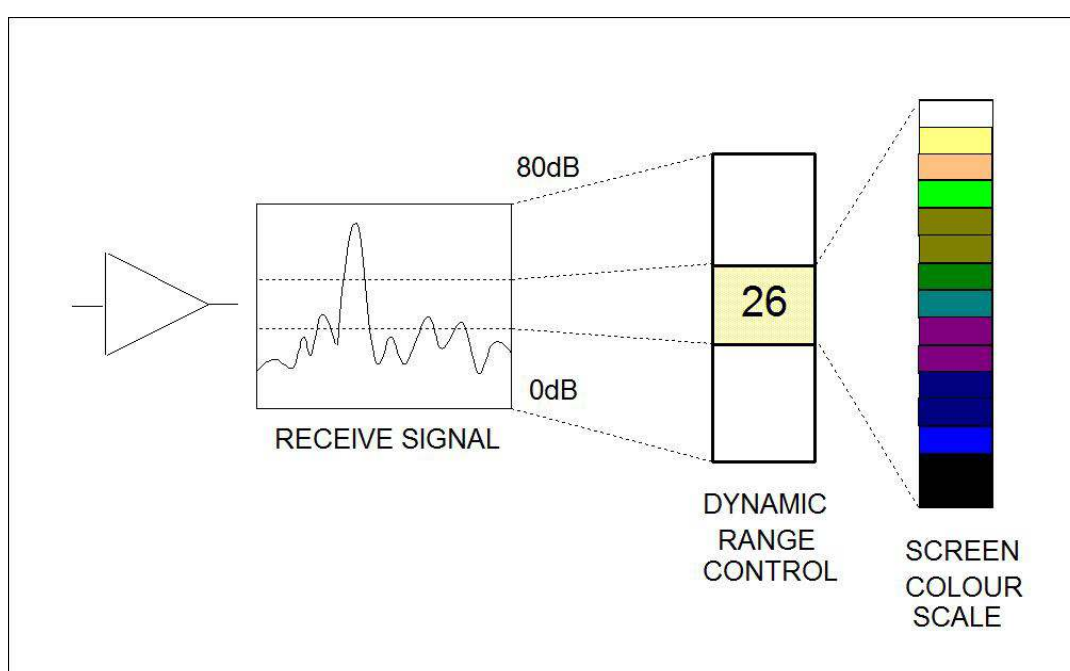 80dB
26
0dB
RECEIVE SIGNAL
DYNAMIC
RANGE
CONTROL
SCREEN
COLOUR
SCALE